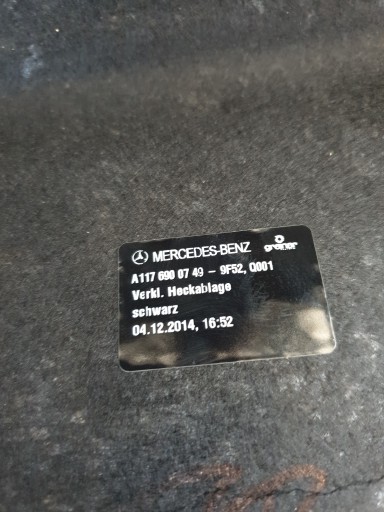 MERCEDES-BENZ greiner
A117 690 07 49 - 9F52, Q001
Verkl. Heckablage
schwarz
04.12.2014, 16:52